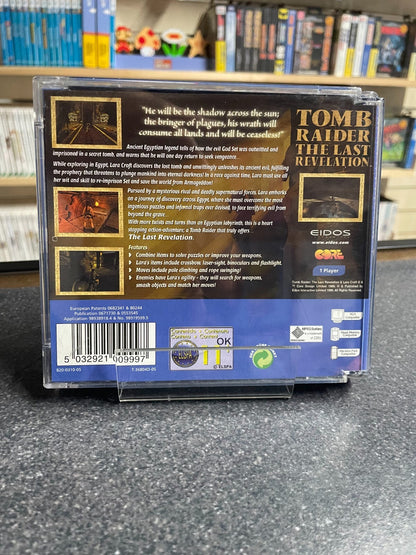 "He will be the shadow across the sun;
the bringer of plagues, his wrath will
consume all lands and will be ceaseless!"
Ancient Egyptian legend tells of how the evil God Set was outwitted and
imprisoned in a secret tomb, and warns that he will one day return to seek vengeance.
While exploring in Egypt, Lara Croft discovers the lost tomb and unwittingly unleashes its ancient evil, fulfilling
the prophecy that threatens to plunge mankind into eternal darkness! In a race against time, Lara must use all
her wit and skill to re-imprison Set and save the world from Armageddon!
Pursued by a mysterious rival and deadly supernatural forces, Lara embarks
on a journey of discovery across Egypt, where she must overcome the most
ingenious puzzles and infernal traps ever devised, to face terrifying evil from
beyond the grave.
With more twists and turns than an Egyptian labyrinth, this is a heart
stopping action-adventure; a Tomb Raider that truly offers
The Last Revelation.
Features:
Combine items to solve puzzles or improve your weapons.
Lara's items include crossbow, laser-sight, binoculars and flashlight.
Moves include pole climbing and rope swinging!
Enemies have Lara's agility - they will search for weapons,
smash objects and match her moves!
TOMB
RAIDER
THE LAST
REVELATION
EIDOS
www.eidos.com
CORE
1 Player
European Patents 0682341 & 80244
5 032921 009997
OK
11
© ELSPA